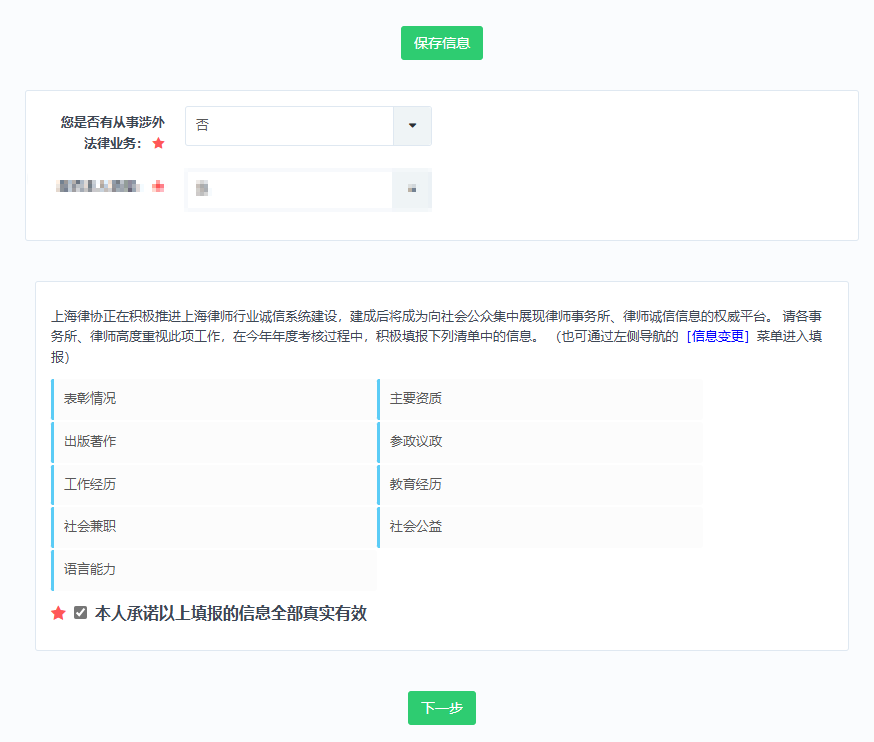 保存信息
您是否有从事涉外
法律业务：
否
上海律协正在积极推进上海律师行业诚信系统建设，建成后将成为向社会公众集中展现律师事务所、律师诚信信息的权威平台。 请各事
务所、律师高度重视此项工作，在今年年度考核过程中，积极填报下列清单中的信息。 （也可通过左侧导航的［信息变更］菜单进入填
报）
表彰情况 主要资质
出版著作 参政议政
工作经历 教育经历
社会兼职 社会公益
语言能力
本人承诺以上填报的信息全部真实有效
下一步